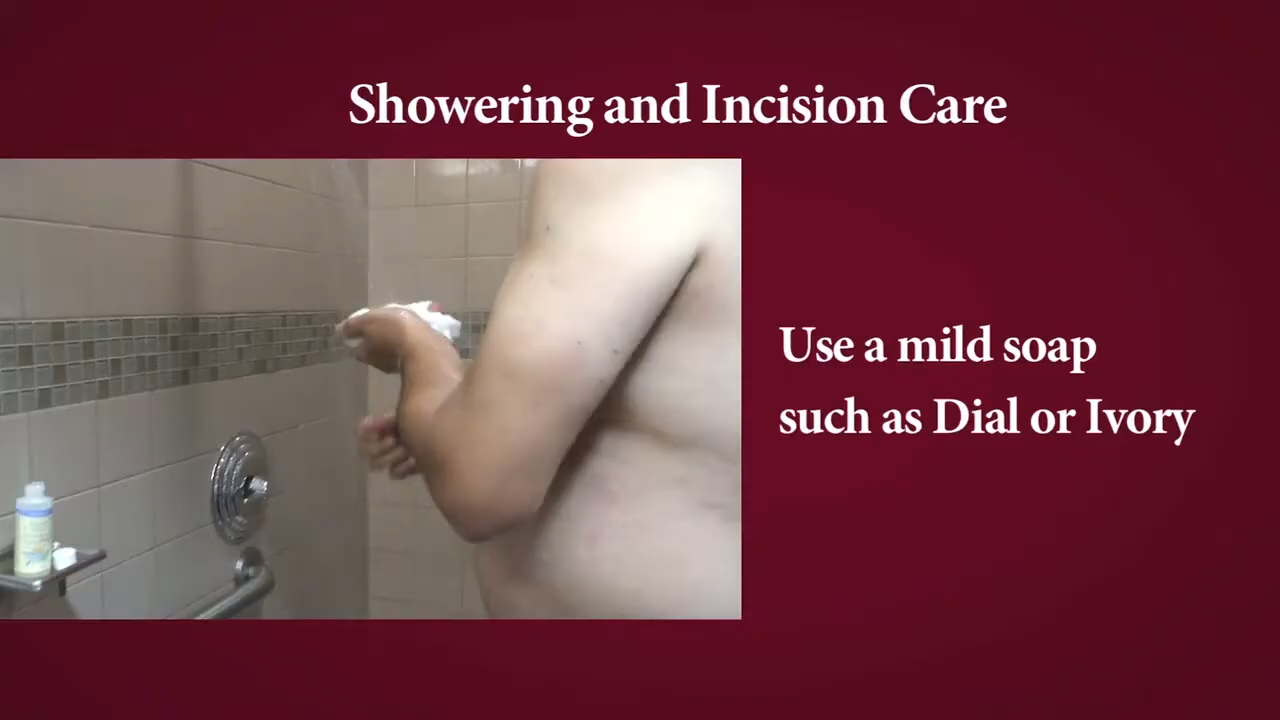 Showering and Incision Care
Use a mild soap
such as Dial or Ivory